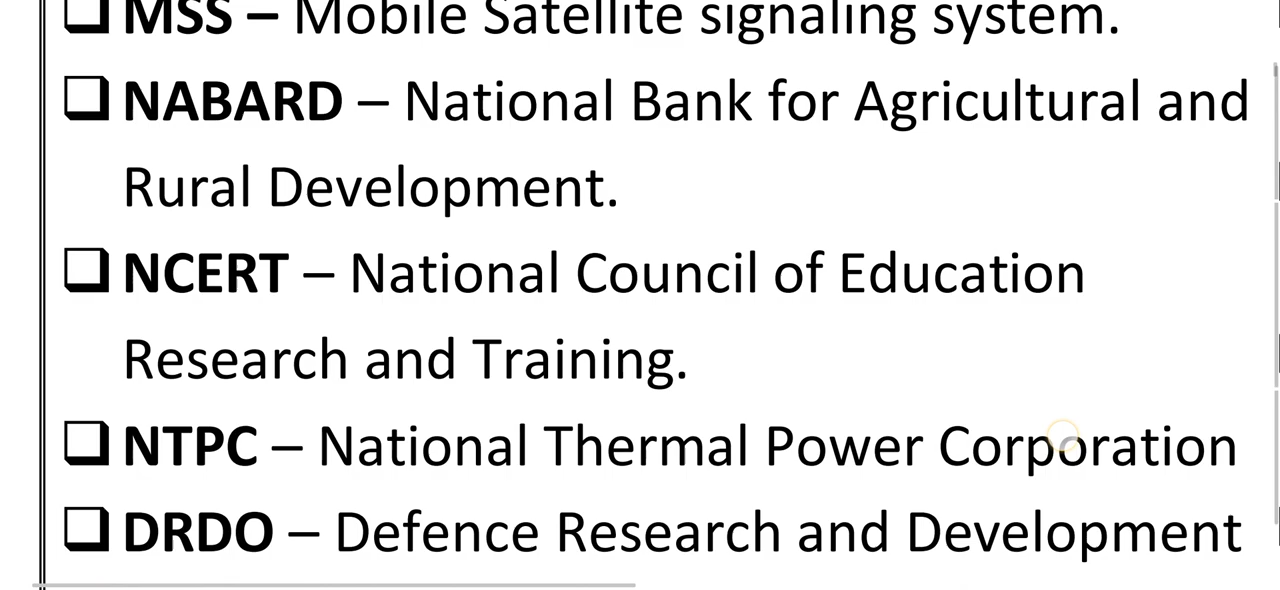 ❑ MSS – Mobile Satellite signaling system.
❑ NABARD – National Bank for Agricultural and
Rural Development.
❑ NCERT – National Council of Education
Research and Training.
❑ NTPC – National Thermal Power Corporation
❑ DRDO – Defence Research and Development